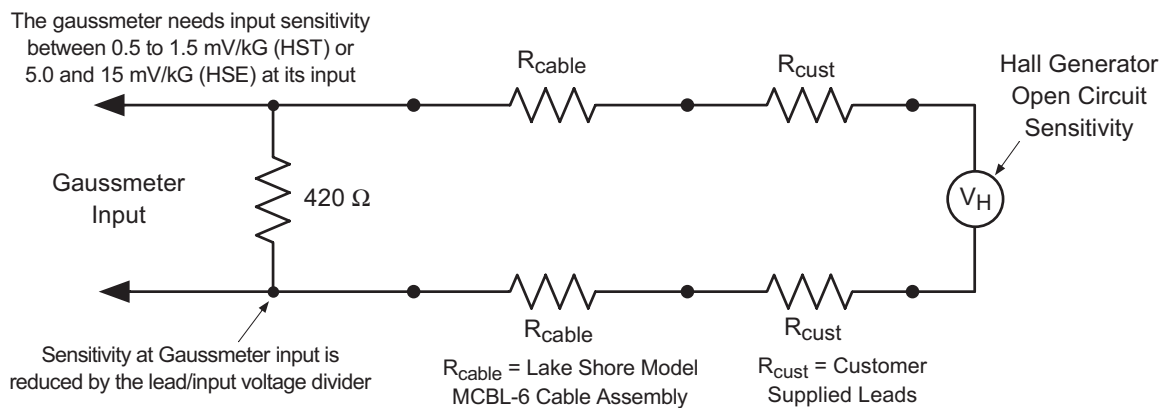 The gaussmeter needs input sensitivity
between 0.5 to 1.5 mV/kG (HST) or
5.0 and 15 mV/kG (HSE) at its input
Rcable
Rcust
Hall Generator
Open Circuit
Sensitivity
Gaussmeter
Input
420 Ω
VH
Rcable
Rcust
Sensitivity at Gaussmeter input is
reduced by the lead/input voltage divider
Rcable = Lake Shore Model
MCBL-6 Cable Assembly
Rcust = Customer
Supplied Leads